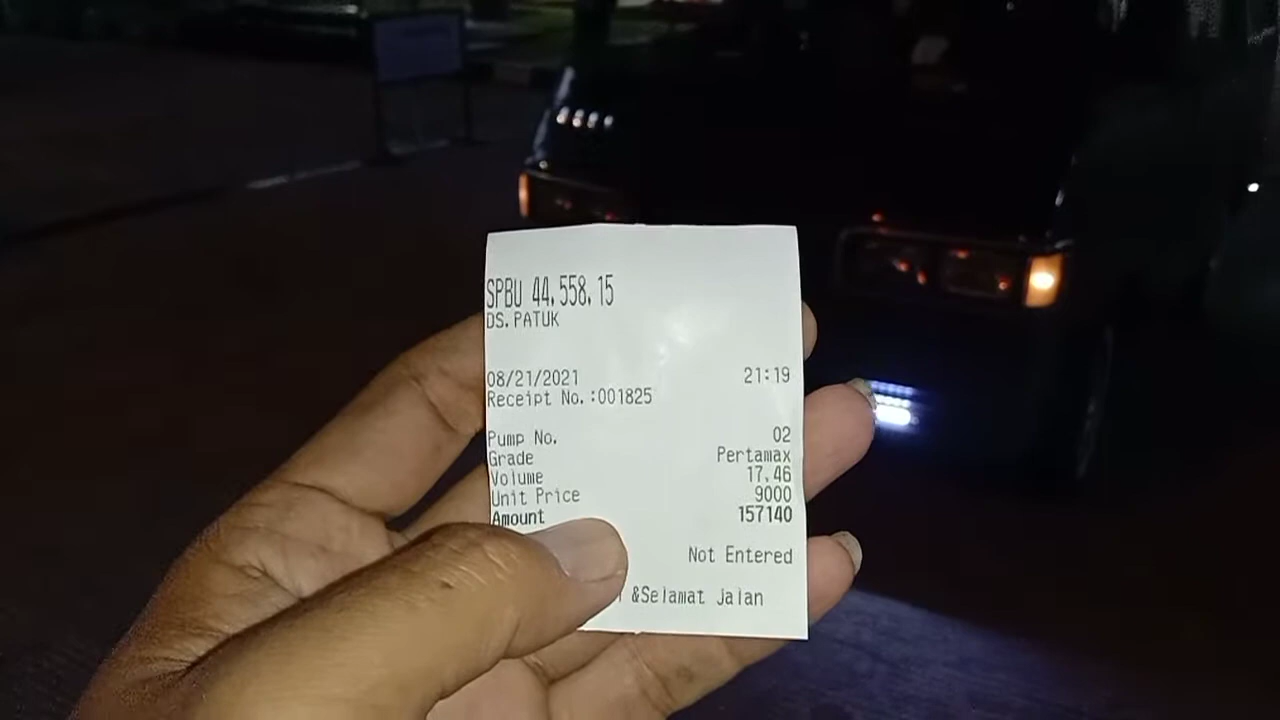 SPBU 44.558.15
DS.PATUK
08/21/2021 21:19
Receipt No.:001825
Pump No. 02
Grade Pertamax
Volume 17.46
Unit Price 9000
Amount 157140
Not Entered
&Selamat Jalan